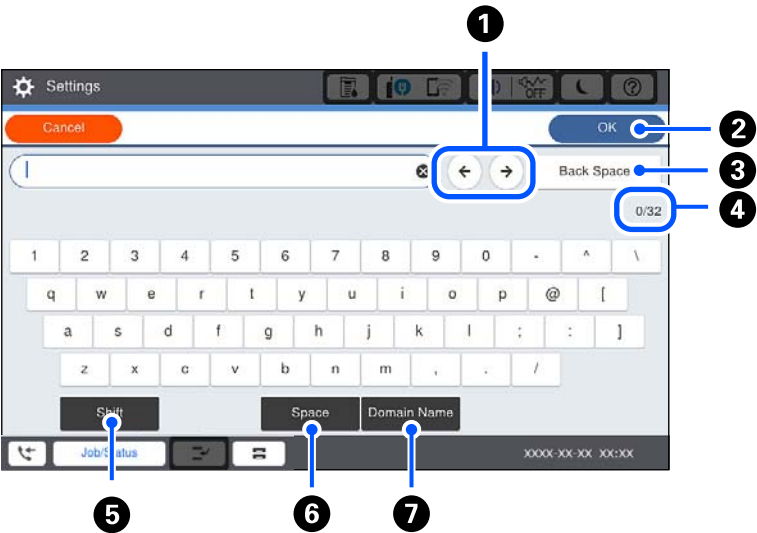 1
Settings
OFF
Cancel
OK
2
Back Space
3
0/32
4
1 2 3 4 5 6 7 8 9 0 - ^ \
q w e r t y u i o p @ [
a s d f g h j k l ; : ]
z x c v b n m , . /
Shift Space Domain Name
Job/Status
XXXX-XX-XX XX:XX
5 6 7